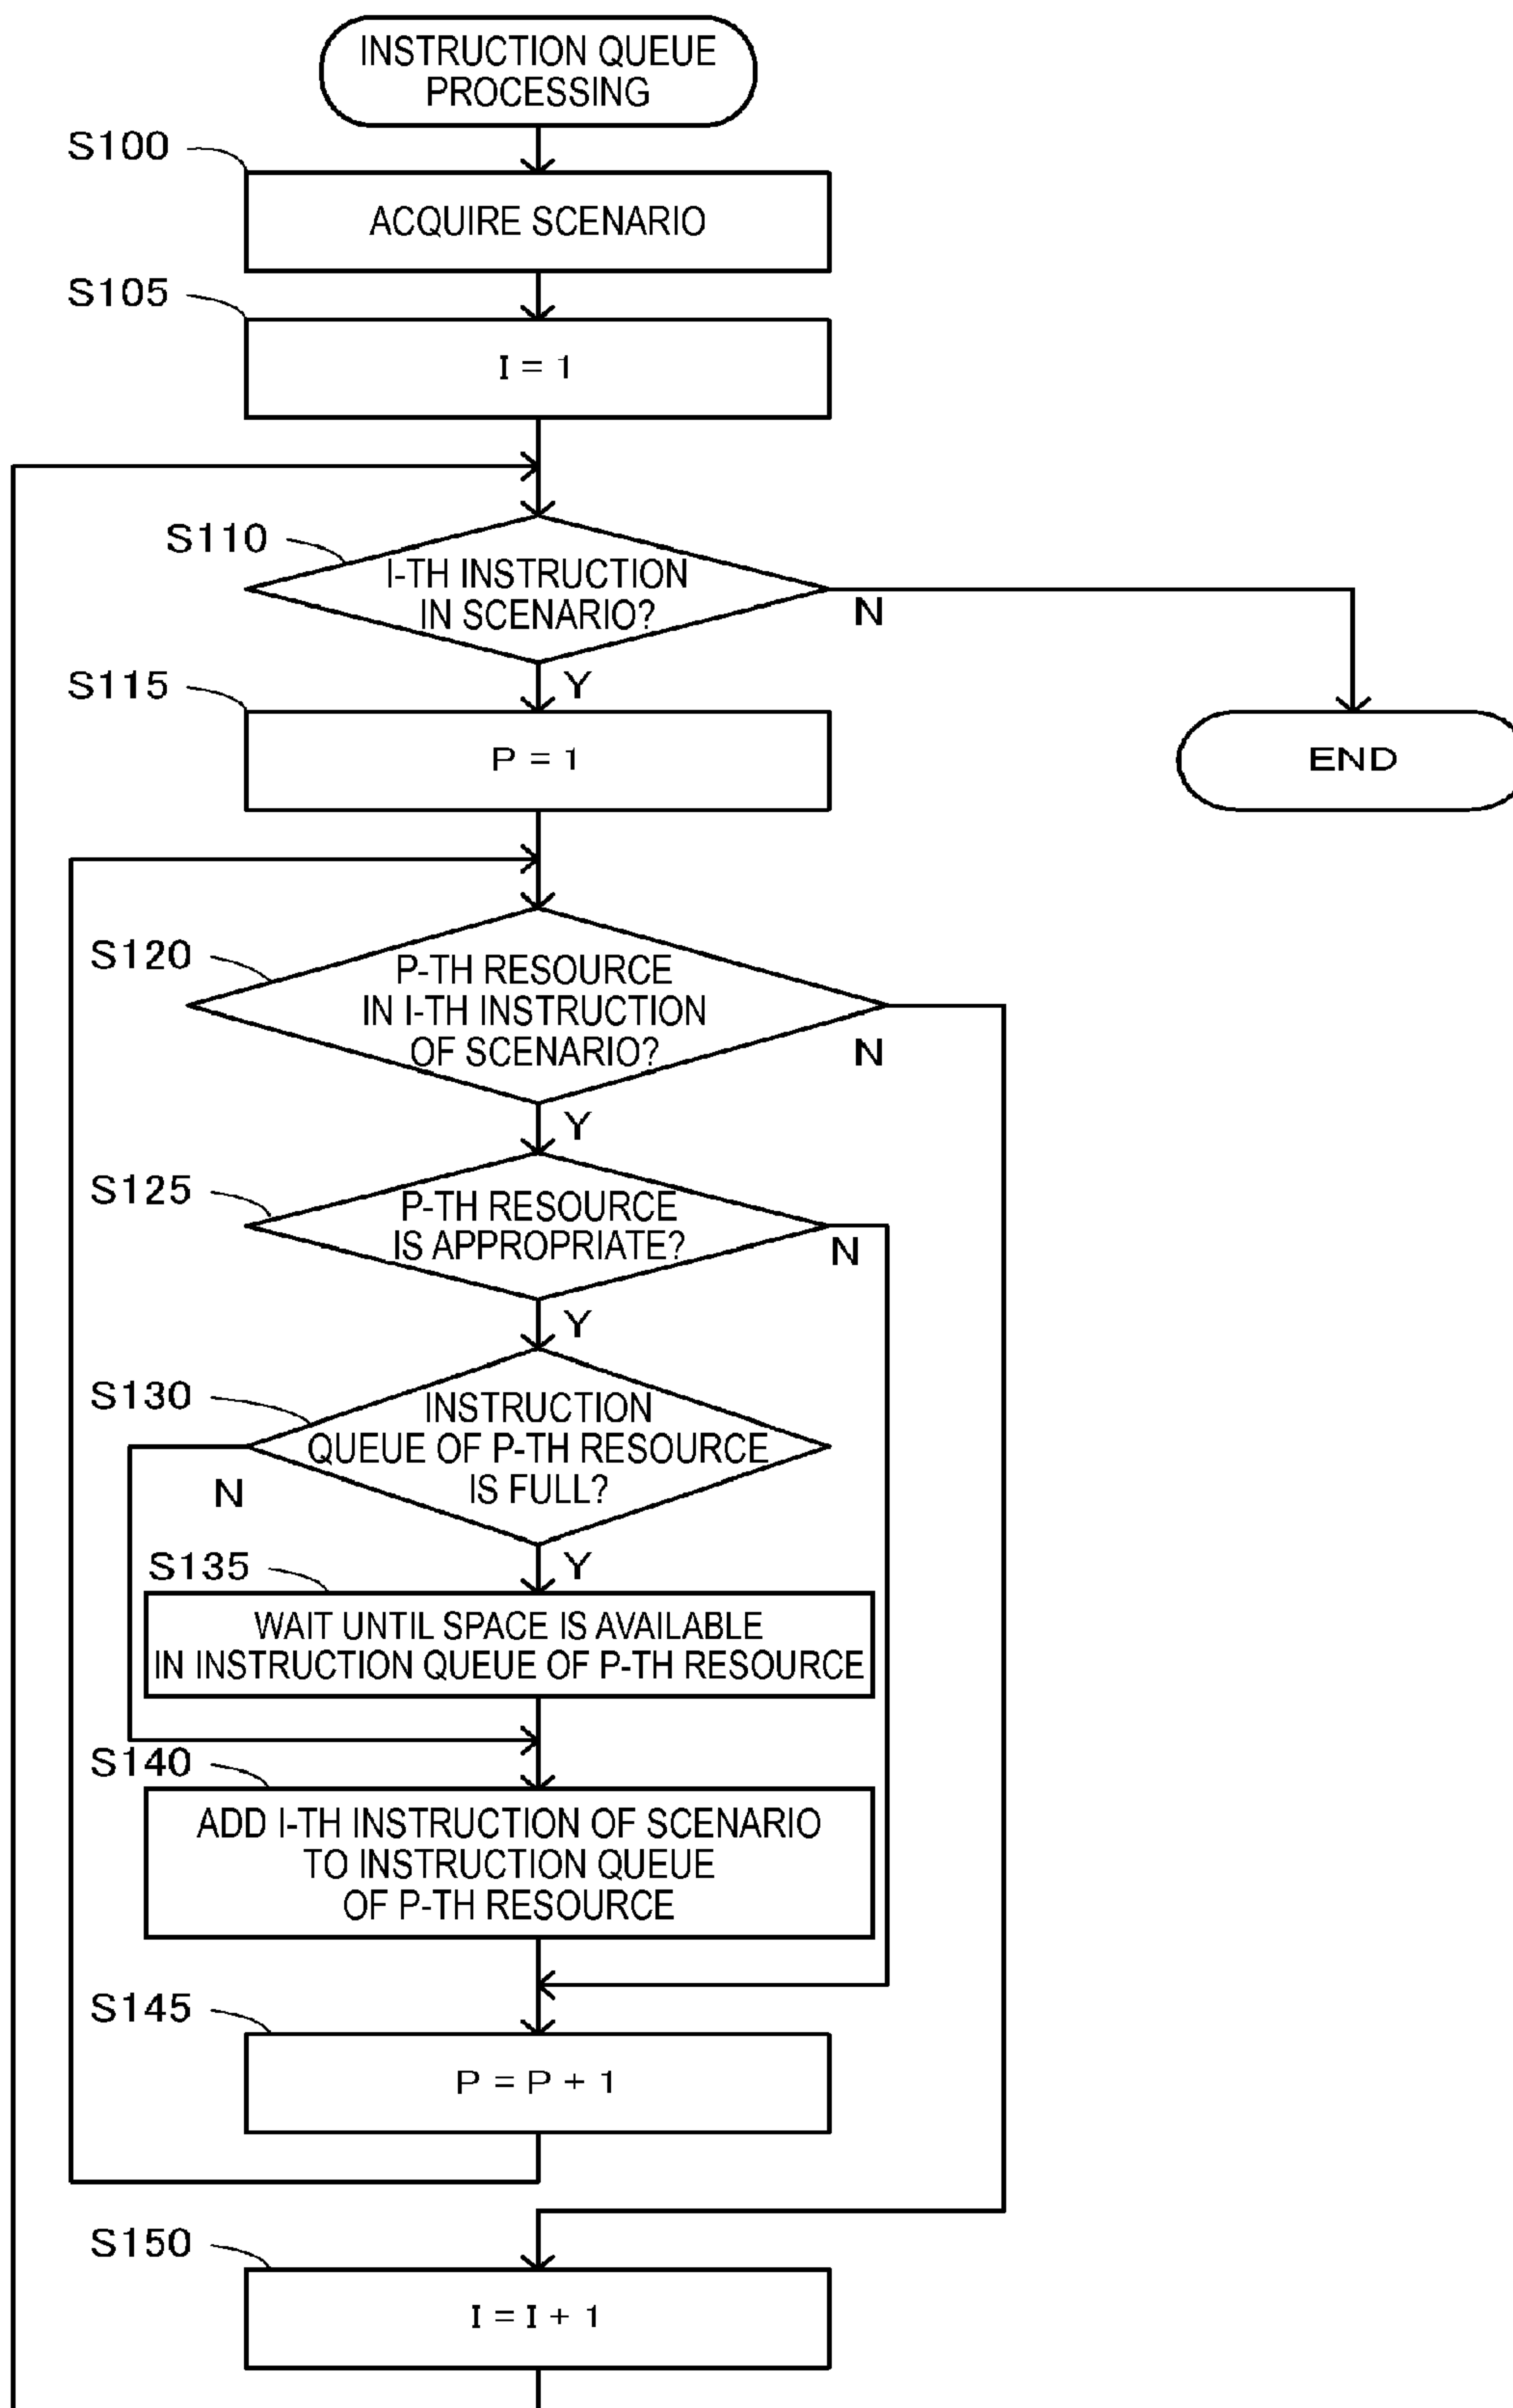 INSTRUCTION QUEUE
PROCESSING
S100
ACQUIRE SCENARIO
S105
I = 1
S110
I-TH INSTRUCTION
IN SCENARIO?
N
Y
S115
P = 1
END
S120
P-TH RESOURCE
IN I-TH INSTRUCTION
OF SCENARIO?
N
Y
S125
P-TH RESOURCE
IS APPROPRIATE?
N
Y
S130
INSTRUCTION
QUEUE OF P-TH RESOURCE
IS FULL?
N
Y
S135
WAIT UNTIL SPACE IS AVAILABLE
IN INSTRUCTION QUEUE OF P-TH RESOURCE
S140
ADD I-TH INSTRUCTION OF SCENARIO
TO INSTRUCTION QUEUE
OF P-TH RESOURCE
S145
P = P + 1
S150
I = I + 1